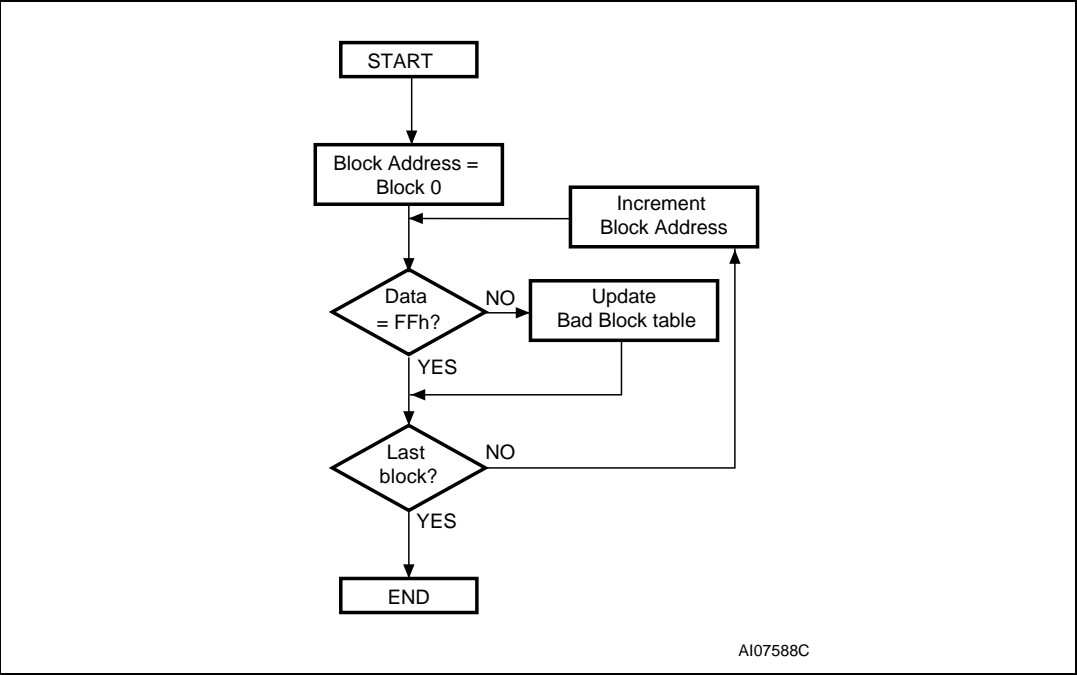 START
Block Address =
Block 0
Increment
Block Address
Data
= FFh?
NO
Update
Bad Block table
YES
Last
block?
NO
YES
END
AI07588C